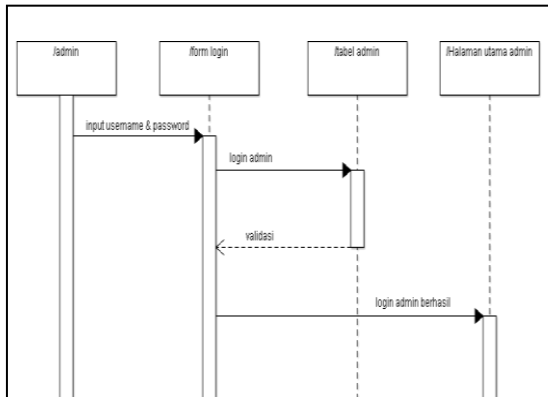 /admin
/form login
/tabel admin
/Halaman utama admin
input username & password
login admin
validasi
login admin berhasil